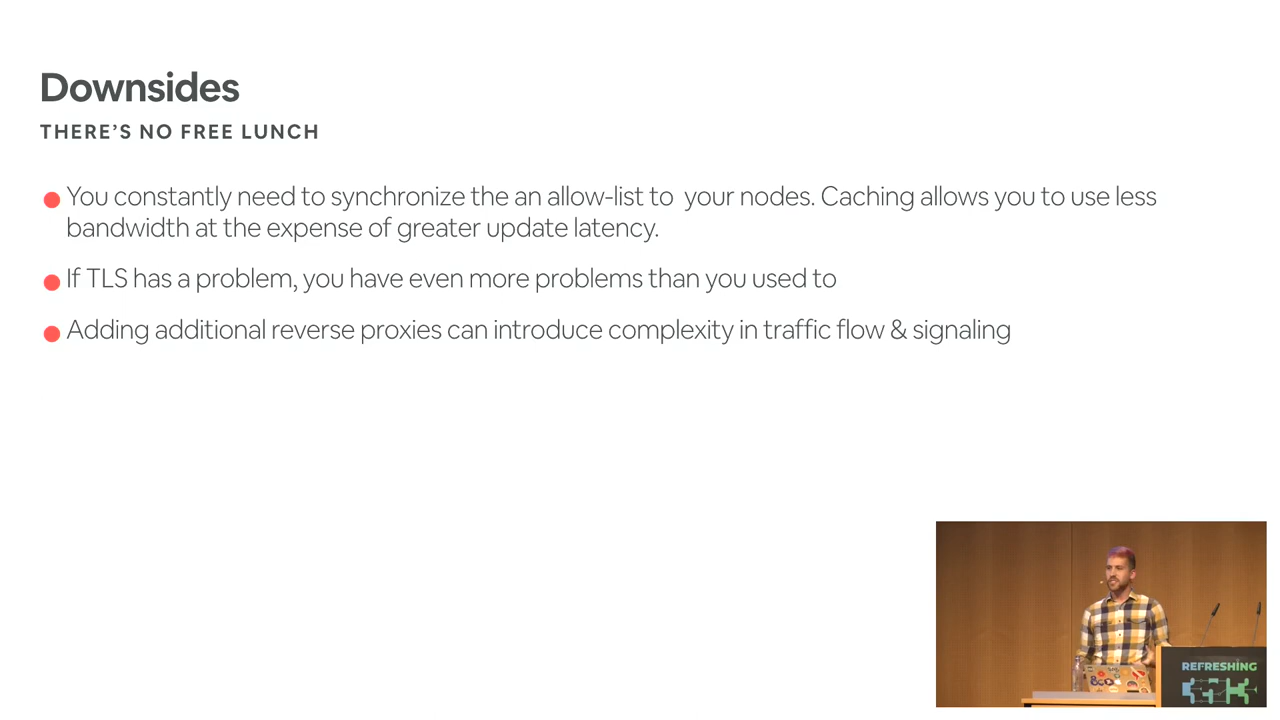 Downsides
THERE'S NO FREE LUNCH
You constantly need to synchronize the an allow-list to  your nodes. Caching allows you to use less
bandwidth at the expense of greater update latency.
If TLS has a problem, you have even more problems than you used to
Adding additional reverse proxies can introduce complexity in traffic flow & signaling
REFRESHING